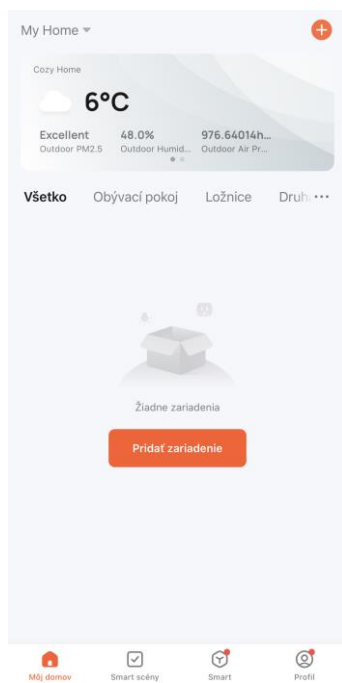 My Home
Cozy Home
6°C
Excellent 48.0% 976.64014h...
Outdoor PM2.5 Outdoor Humid... Outdoor Air Pr...
Všetko Obývací pokoj Ložnice Druh ···
Žiadne zariadenia
Pridať zariadenie
Môj domov Smart scény Smart Profil